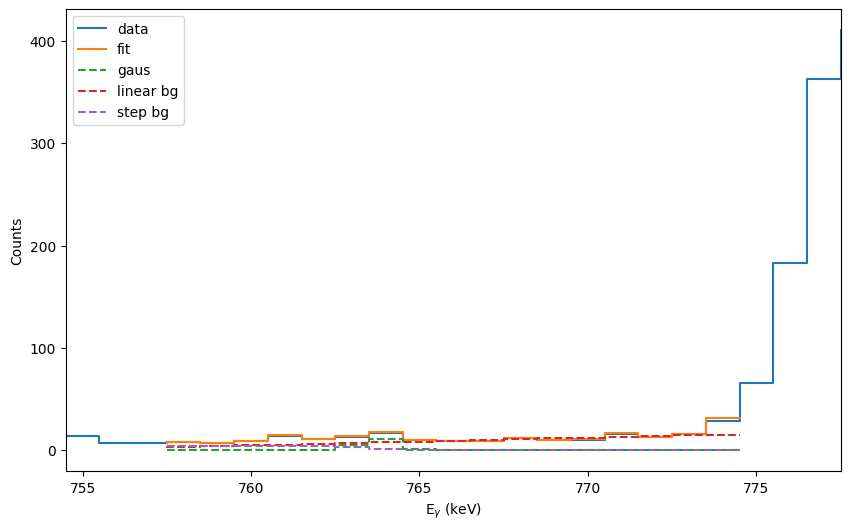 data
fit
gaus
linear bg
step bg
400
300
200
100
0
Counts
755
760
765
770
775
Eγ (keV)